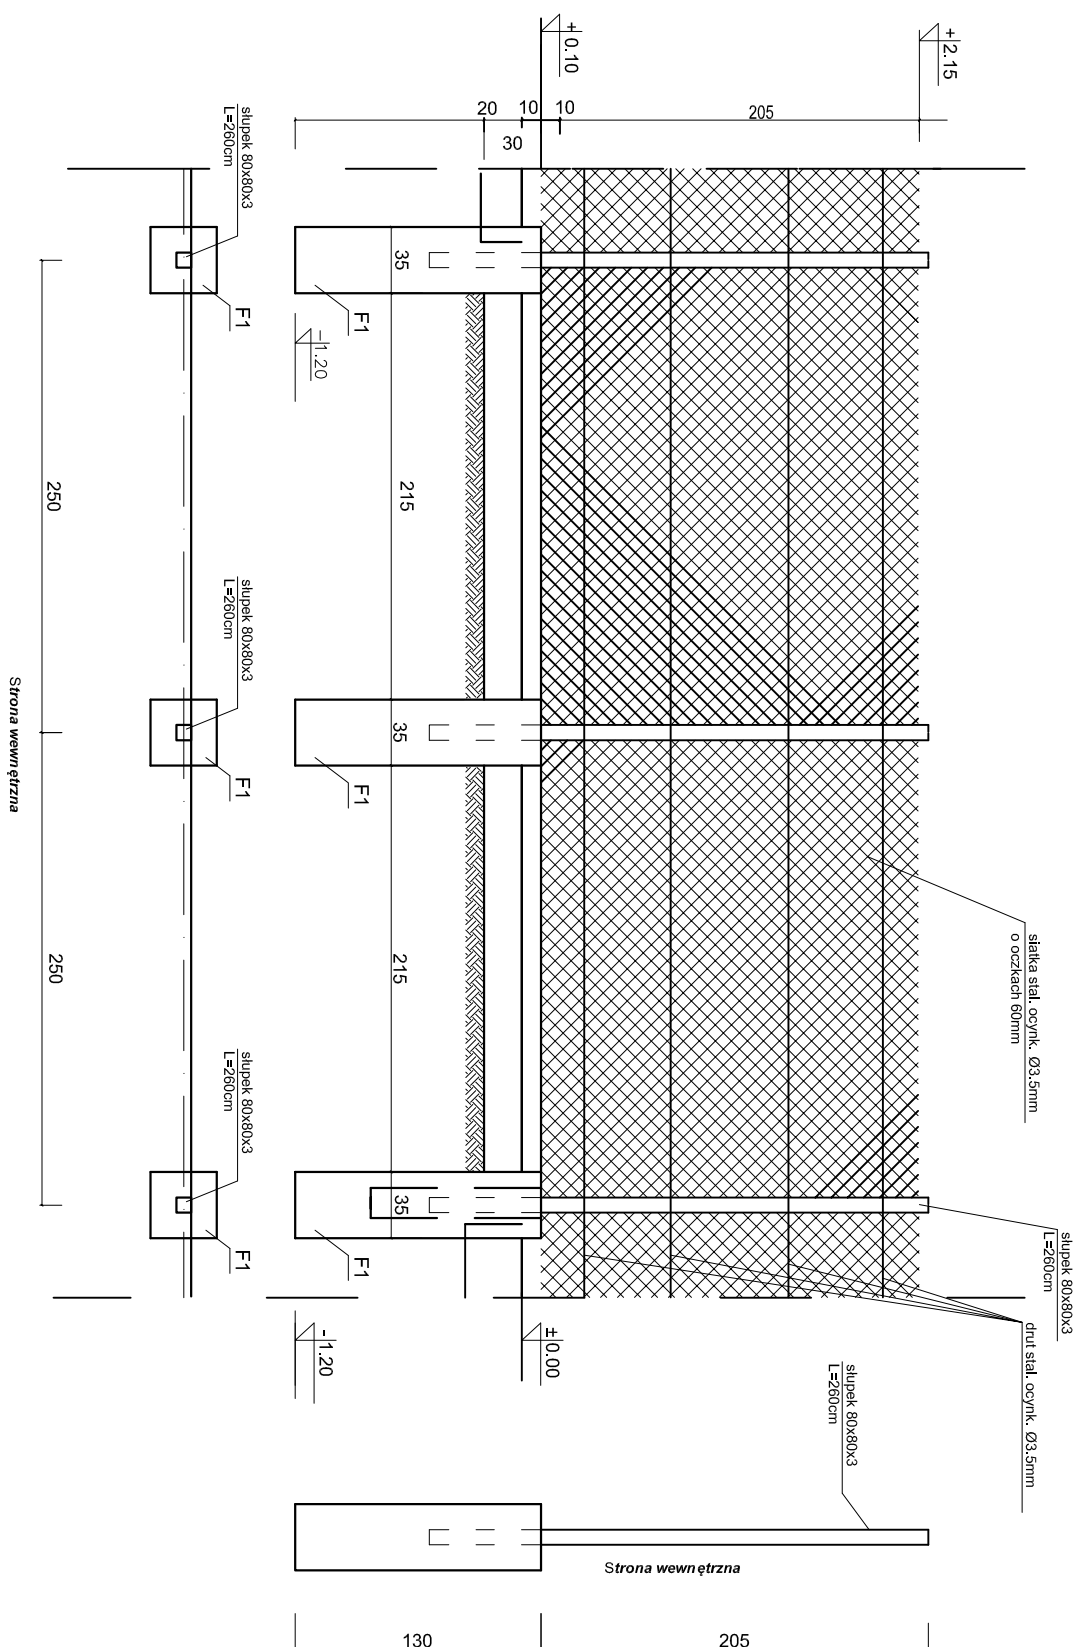 +2.15
+0.10
205
10
10
20
30
słupek 80x80x3
L=260cm
35
F1
F1
-1.20
215
250
słupek 80x80x3
L=260cm
35
F1
F1
Strona wewnętrzna
siatka stal. ocynk. Ø3.5mm
o oczkach 60mm
215
250
słupek 80x80x3
L=260cm
35
F1
F1
słupek 80x80x3
L=260cm
drut stal. ocynk. Ø3.5mm
±0.00
-1.20
słupek 80x80x3
L=260cm
Strona wewnętrzna
130
205